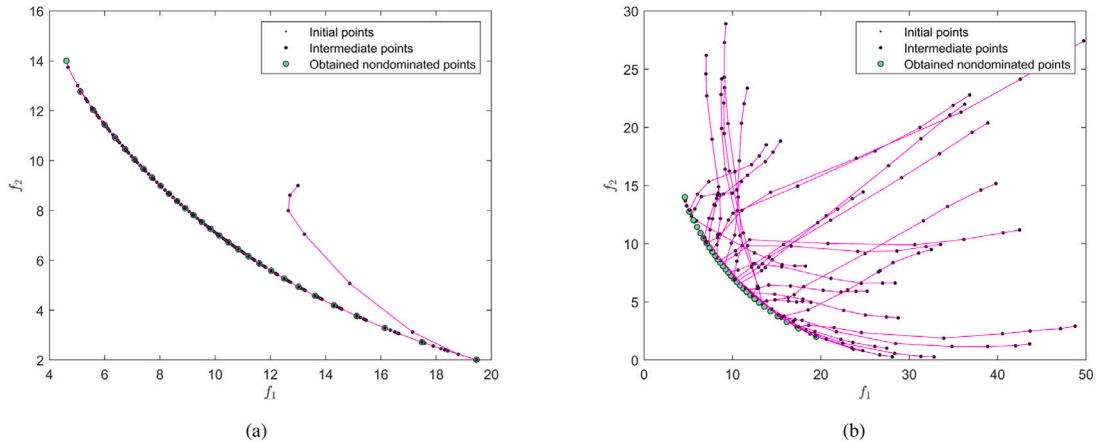 16
14
12
10
8
6
4
2
f2
4 6 8 10 12 14 16 18 20
f1
Initial points
Intermediate points
Obtained nondominated points
(a)
30
25
20
15
10
5
0
f2
0 10 20 30 40 50
f1
Initial points
Intermediate points
Obtained nondominated points
(b)